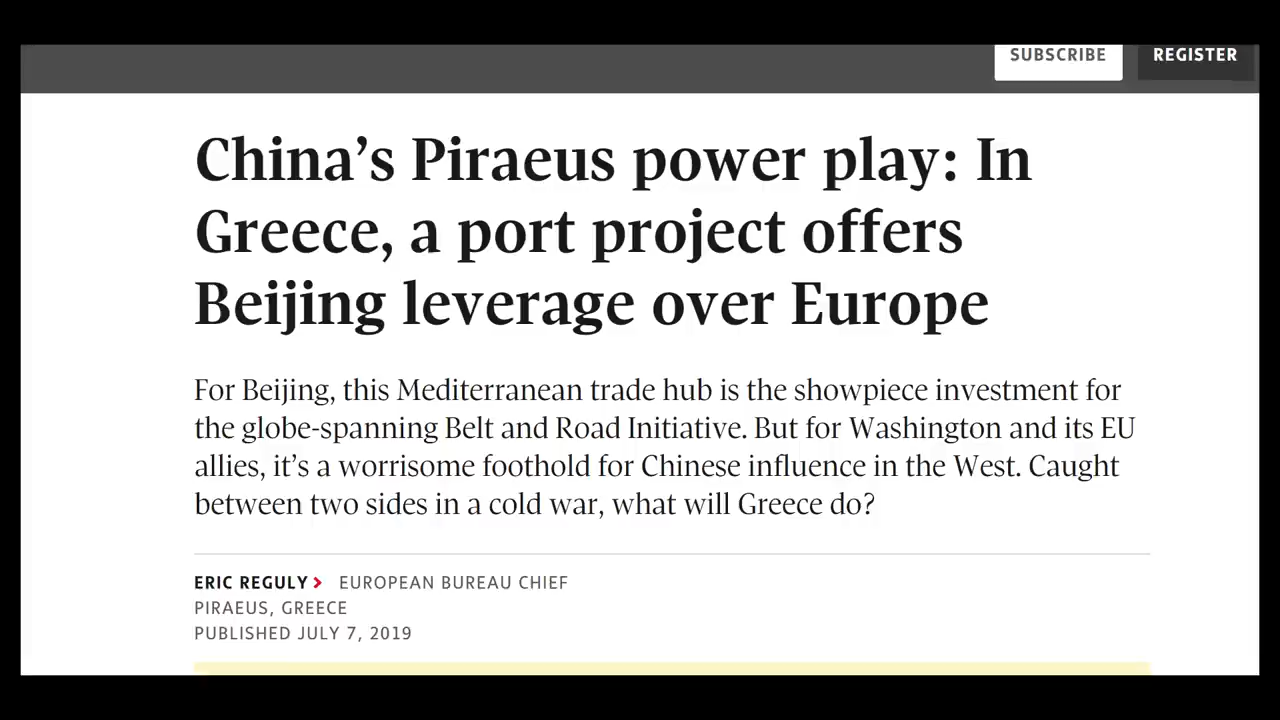 SUBSCRIBE REGISTER
China’s Piraeus power play: In
Greece, a port project offers
Beijing leverage over Europe
For Beijing, this Mediterranean trade hub is the showpiece investment for
the globe-spanning Belt and Road Initiative. But for Washington and its EU
allies, it’s a worrisome foothold for Chinese influence in the West. Caught
between two sides in a cold war, what will Greece do?
ERIC REGULY > EUROPEAN BUREAU CHIEF
PIRAEUS, GREECE
PUBLISHED JULY 7, 2019